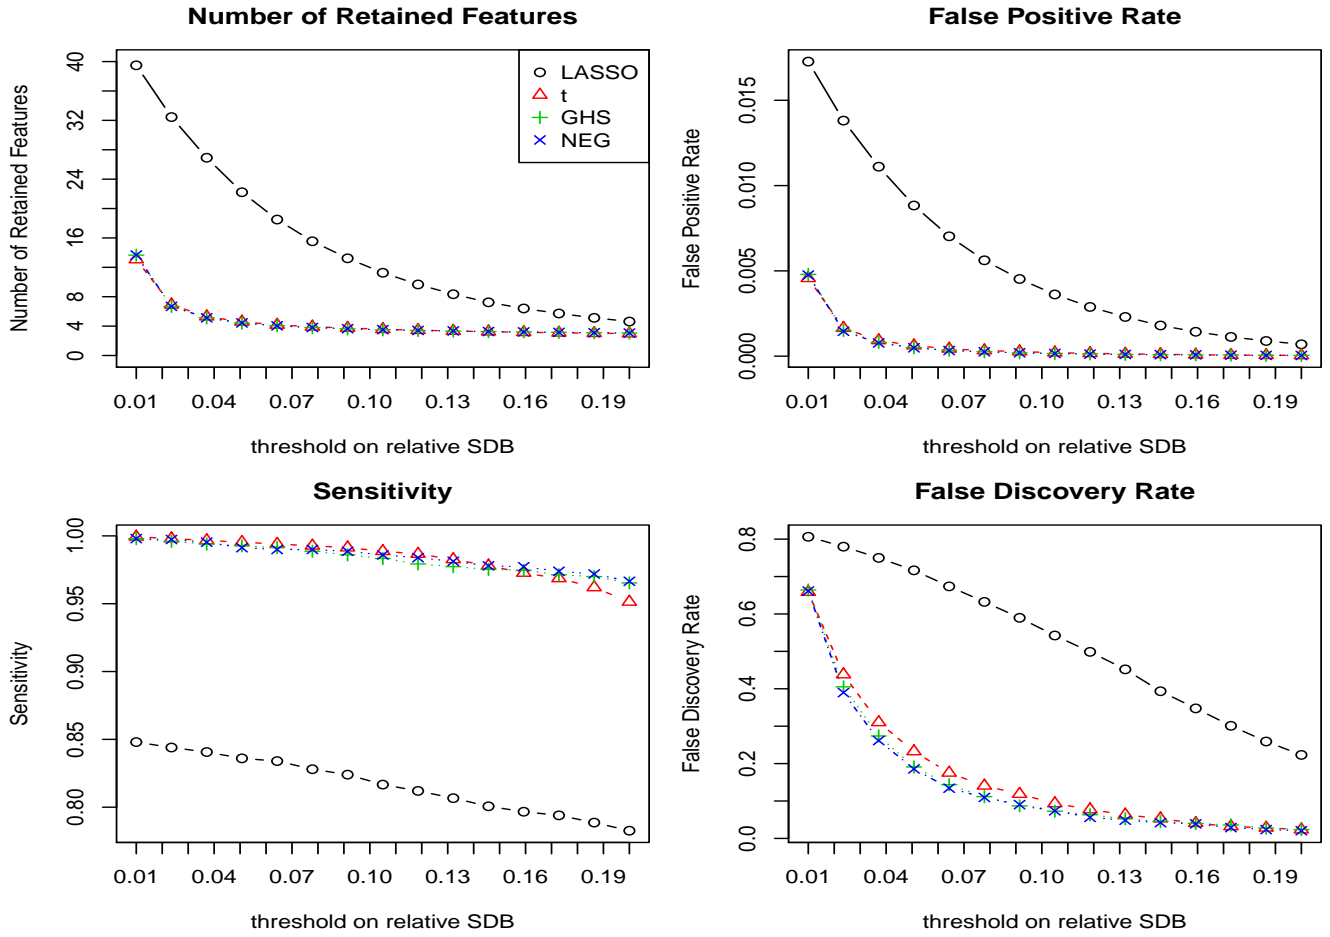 Number of Retained Features
Number of Retained Features
40
32
24
16
8
4
0
LASSO
t
GHS
NEG
0.01 0.04 0.07 0.10 0.13 0.16 0.19
threshold on relative SDB
False Positive Rate
False Positive Rate
0.015
0.010
0.005
0.000
0.01 0.04 0.07 0.10 0.13 0.16 0.19
threshold on relative SDB
Sensitivity
Sensitivity
1.00
0.95
0.90
0.85
0.80
0.01 0.04 0.07 0.10 0.13 0.16 0.19
threshold on relative SDB
False Discovery Rate
False Discovery Rate
0.8
0.6
0.4
0.2
0.0
0.01 0.04 0.07 0.10 0.13 0.16 0.19
threshold on relative SDB